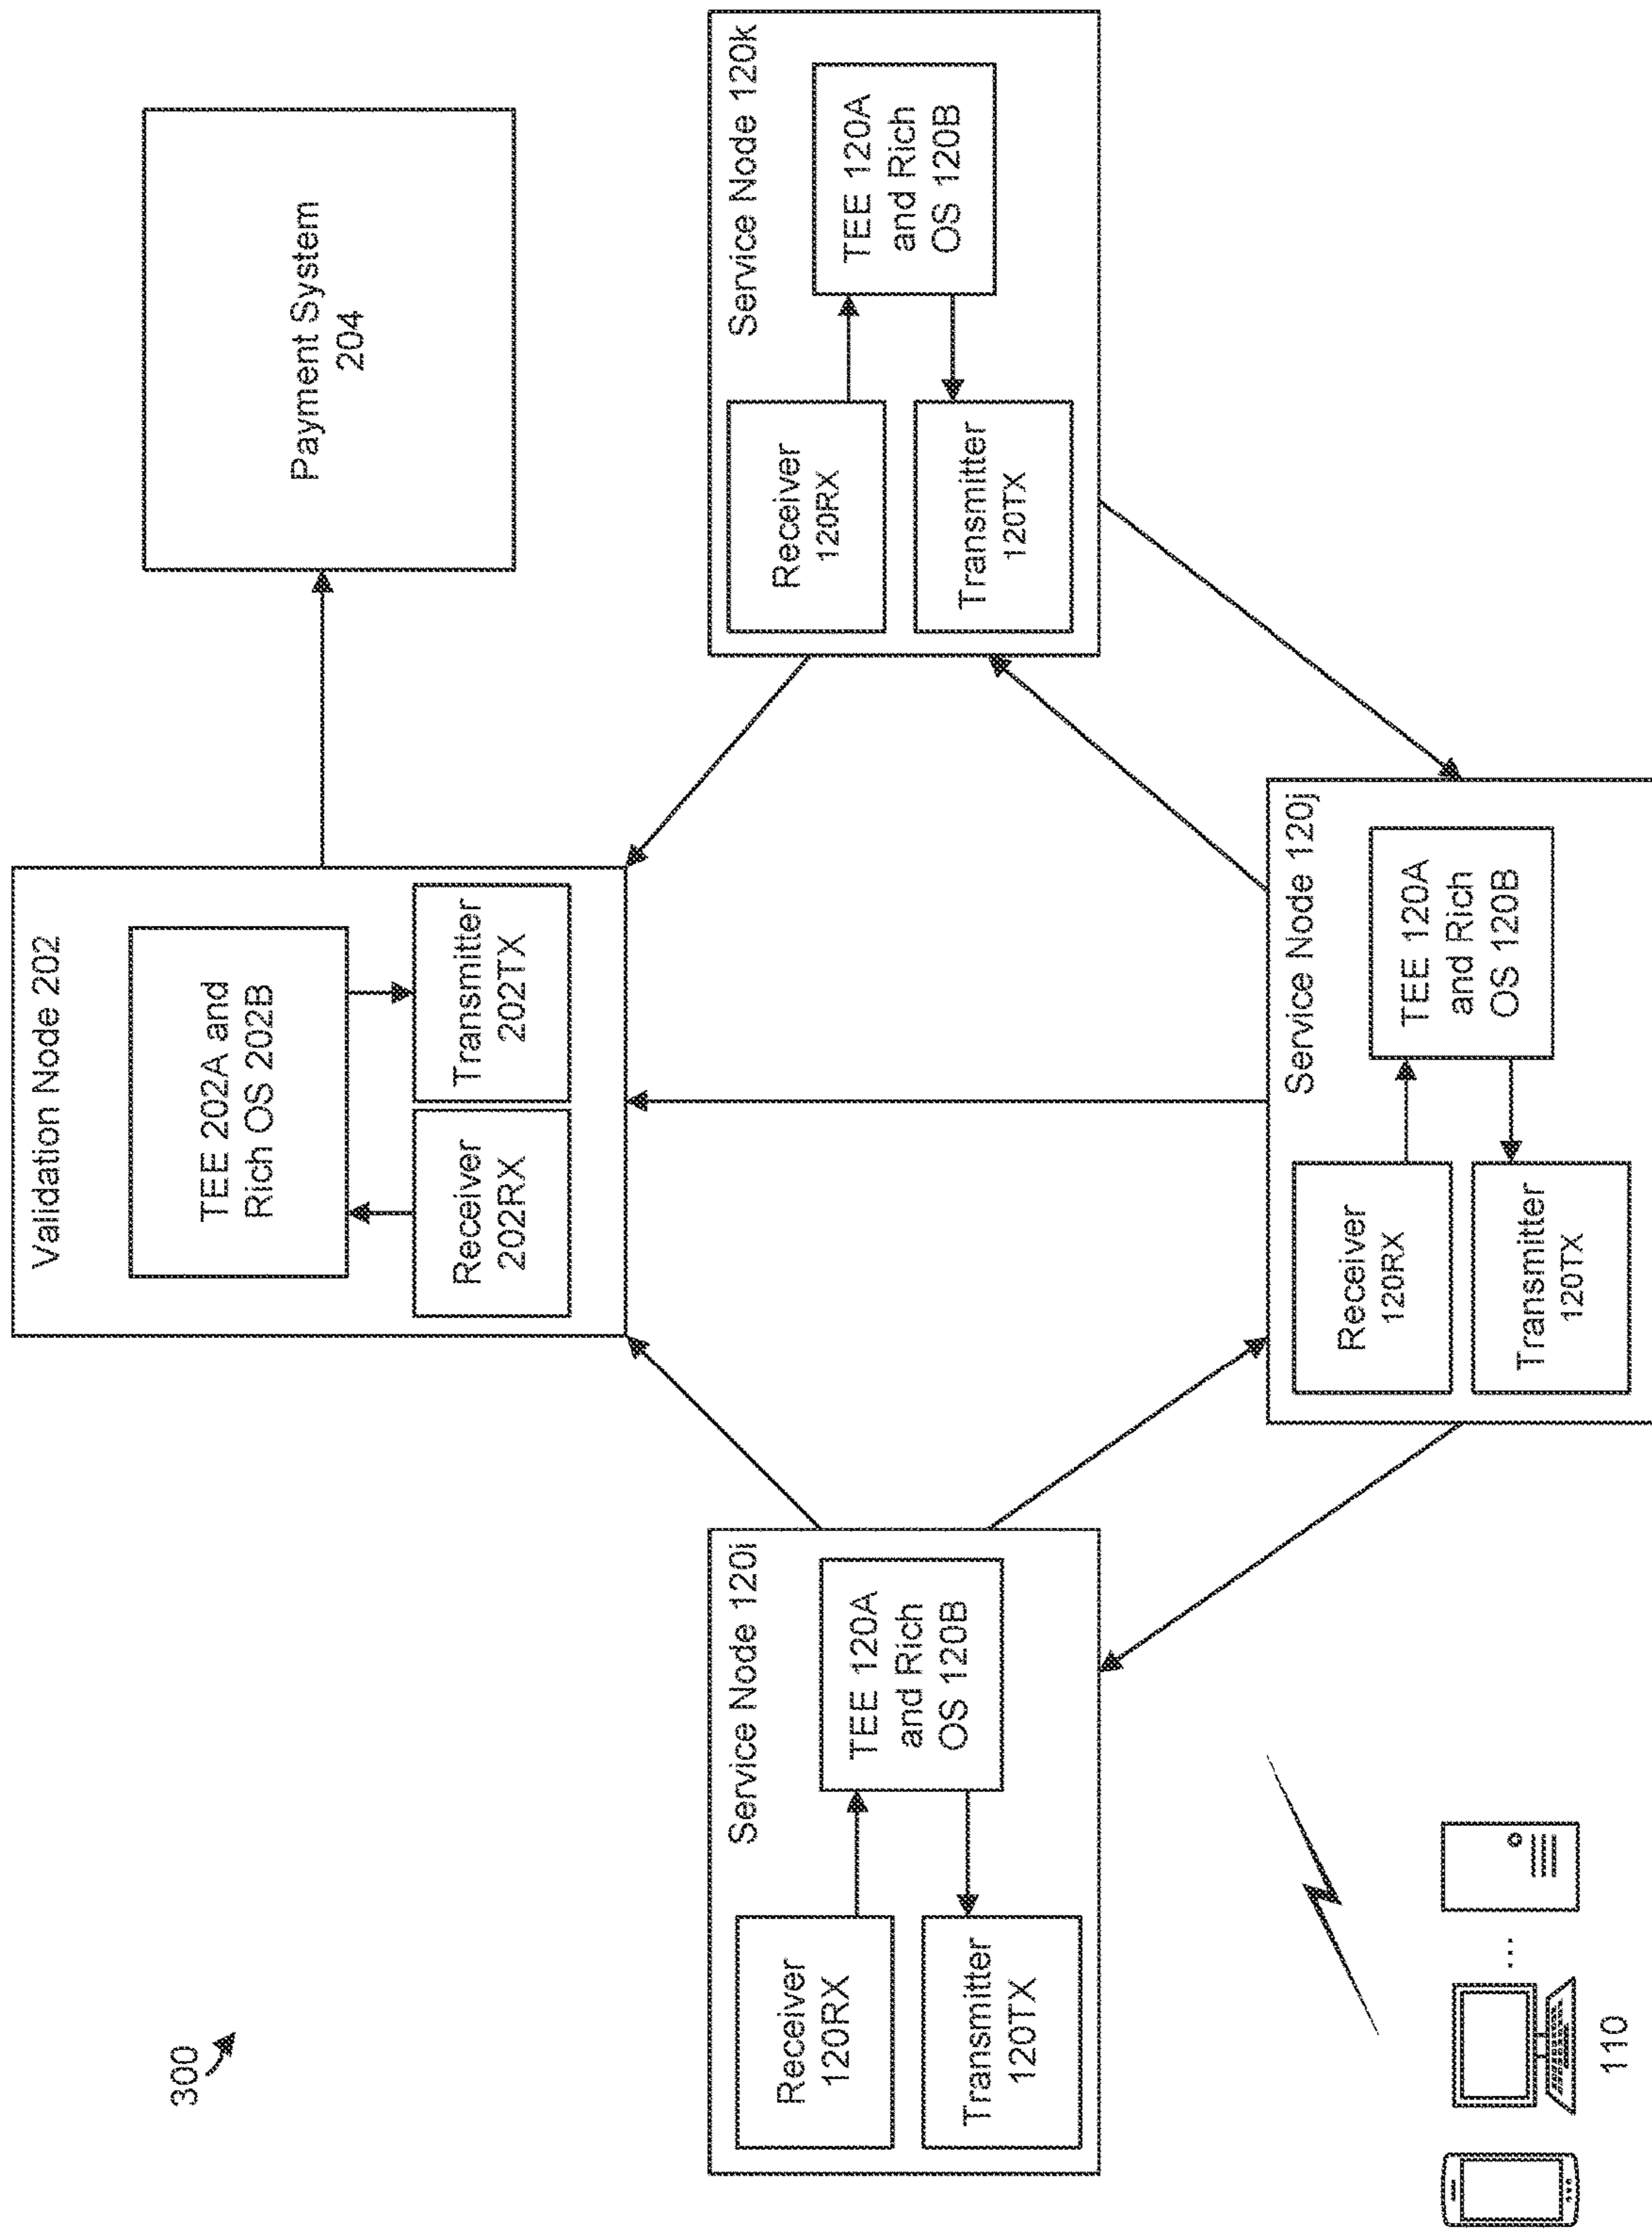 300
Validation Node 202
TEE 202A and
Rich OS 202B
Receiver
202RX
Transmitter
202TX
Payment System
204
Service Node 120i
Receiver
120RX
TEE 120A
and Rich
OS 120B
Transmitter
120TX
Service Node 120k
Receiver
120RX
TEE 120A
and Rich
OS 120B
Transmitter
120TX
Service Node 120j
Receiver
120RX
TEE 120A
and Rich
OS 120B
Transmitter
120TX
...
110